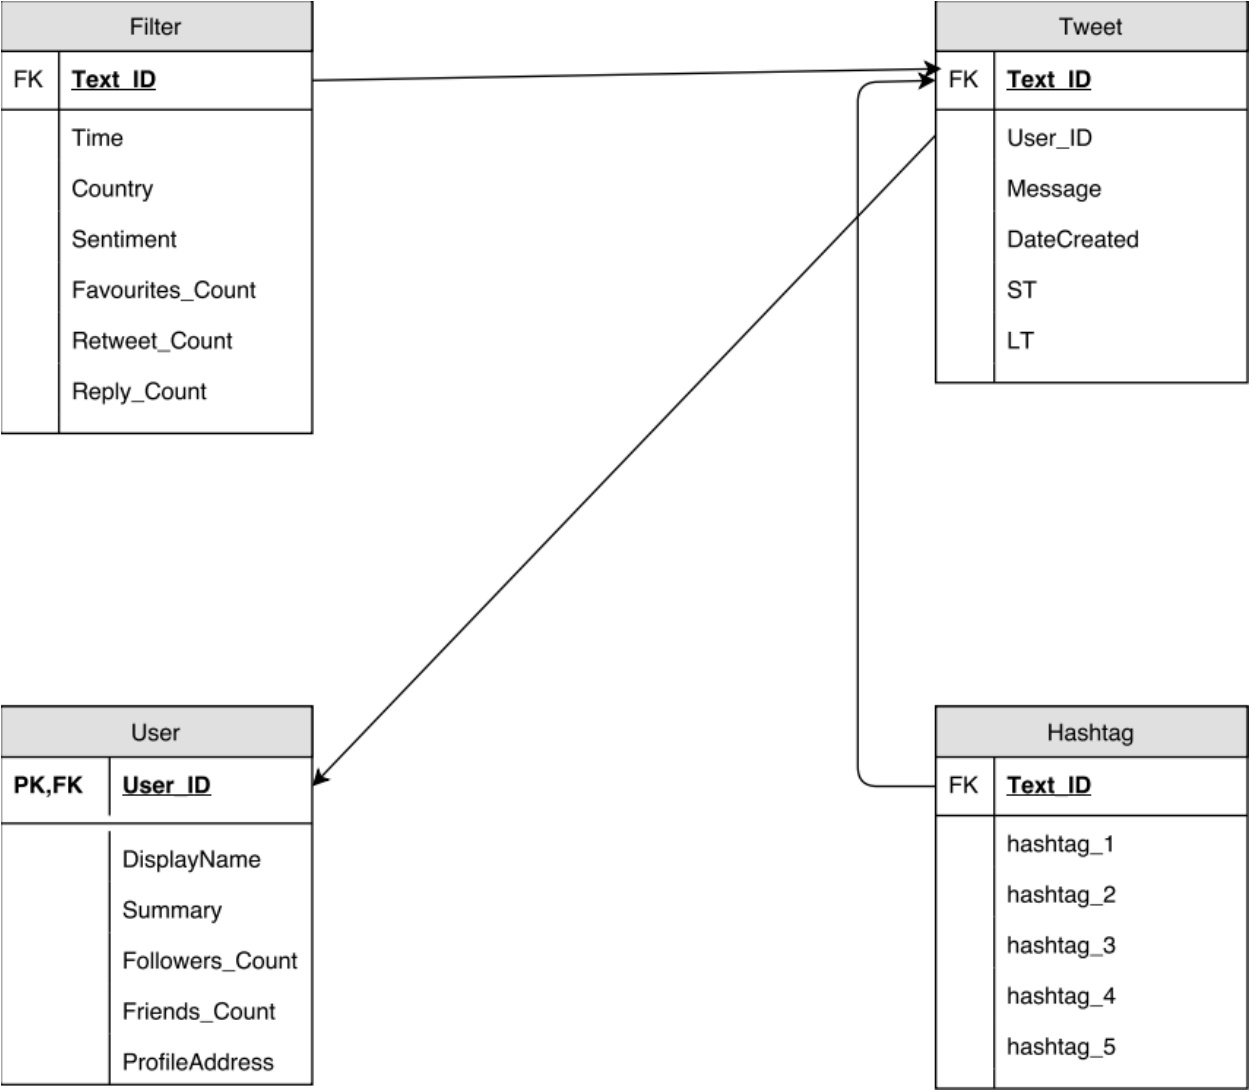 Filter
FK Text_ID
Time
Country
Sentiment
Favourites_Count
Retweet_Count
Reply_Count
Tweet
FK Text_ID
User_ID
Message
DateCreated
ST
LT
User
PK,FK User_ID
DisplayName
Summary
Followers_Count
Friends_Count
ProfileAddress
Hashtag
FK Text_ID
hashtag_1
hashtag_2
hashtag_3
hashtag_4
hashtag_5